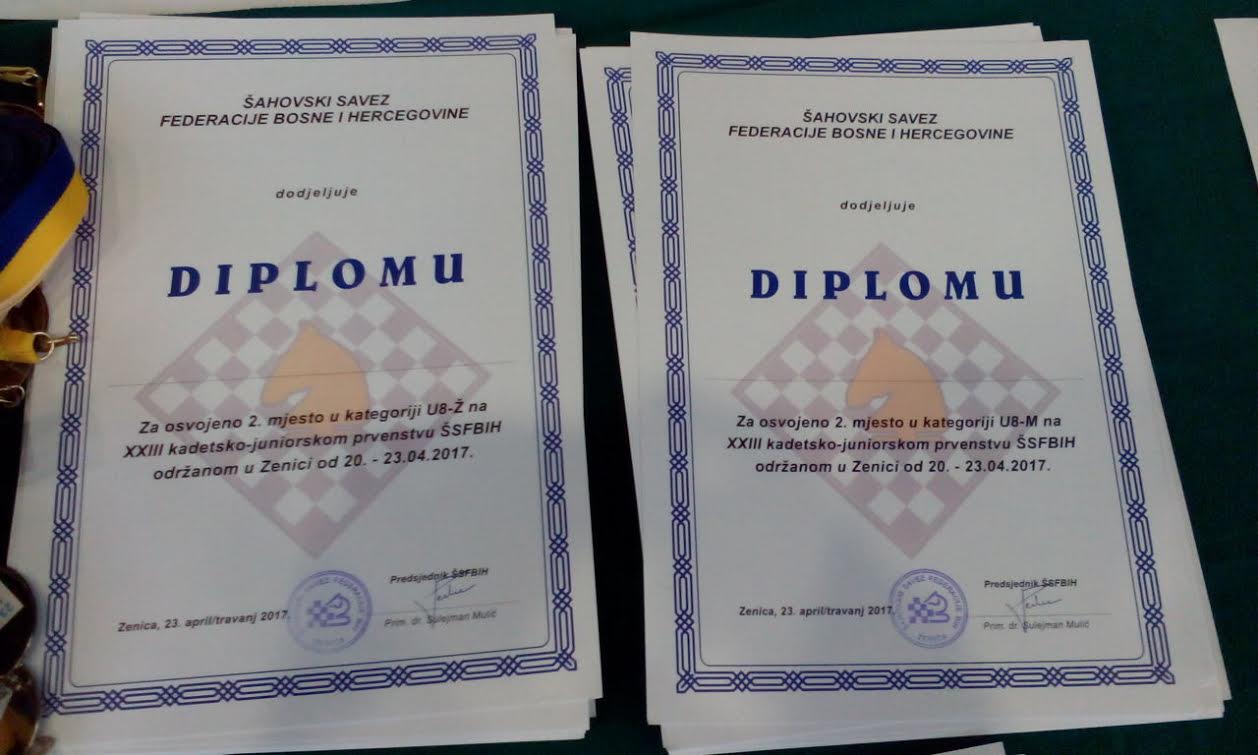 ŠAHOVSKI SAVEZ
FEDERACIJE BOSNE I HERCEGOVINE
dodjeljuje
DIPLOMU
Za osvojeno 2. mjesto u kategoriji U8-Ž na
XXIII kadetsko-juniorskom prvenstvu ŠSFBIH
održanom u Zenici od 20. - 23.04.2017.
Predsjednik ŠSFBIH
Zenica, 23. april/travanj 2017.
Prim. dr. Sulejman Mulić
ZENICA
ŠAHOVSKI SAVEZ
FEDERACIJE BOSNE I HERCEGOVINE
dodjeljuje
DIPLOMU
Za osvojeno 2. mjesto u kategoriji U8-M na
XXIII kadetsko-juniorskom prvenstvu ŠSFBIH
održanom u Zenici od 20. - 23.04.2017.
Predsjednik ŠSFBIH
Zenica, 23. april/travanj 2017.
Prim. dr. Sulejman Mulić
ZENICA